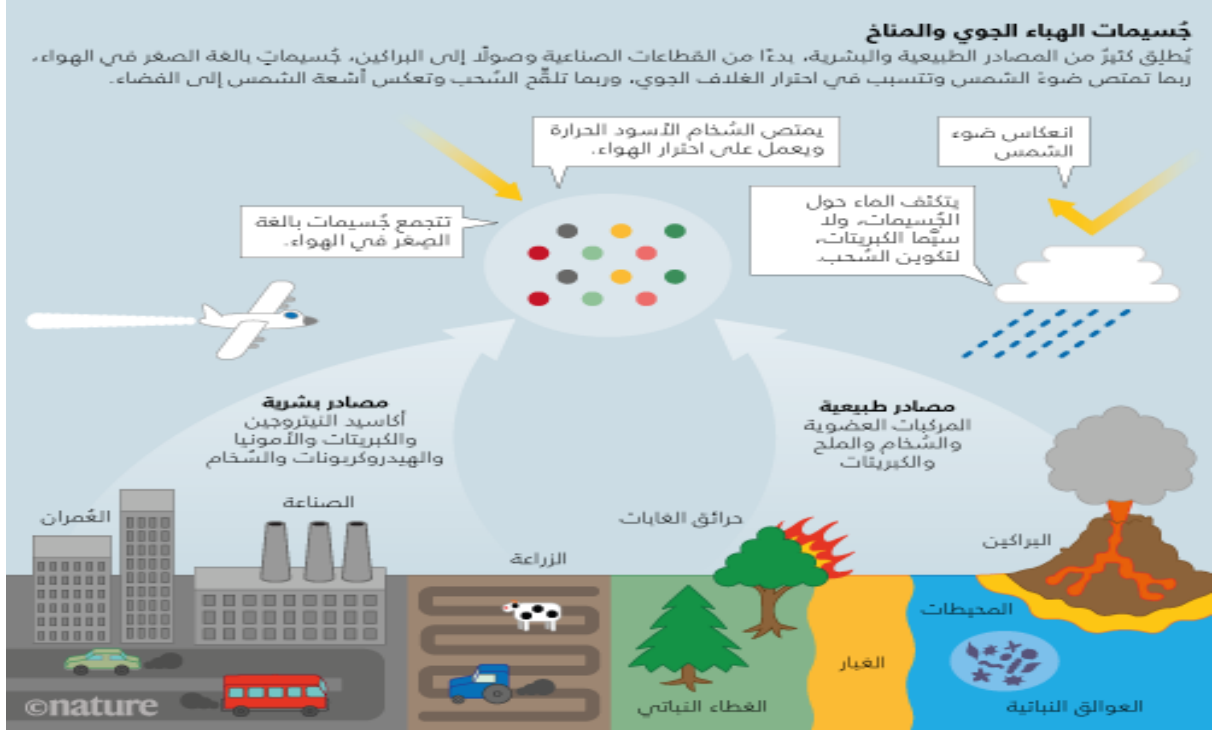 جُسيمات الهباء الجوي والمناخ
يُطلِق كثيرٌ من المصادر الطبيعية والبشرية، بدءًا من القطاعات الصناعية وصولًا إلى البراكين، جُسيماتٍ بالغة الصغر في الهواء،
ربما تمتص ضوءَ الشمس وتتسبب في احترار الغلاف الجوي، وربما تلقِّح السُحب وتعكس أشعة الشمس إلى الفضاء.
انعكاس ضوء
الشمس
يمتص السُخام الأسود الحرارة
ويعمل على احترار الهواء.
يتكثف الماء حول
الجُسيمات، ولا
سيَّما الكبريتات،
لتكوين السُحب.
تتجمع جُسيمات بالغة
الصِغَر في الهواء.
مصادر طبيعية
المركبات العضوية
والسُخام والملح
والكبريتات
مصادر بشرية
أكاسيد النيتروجين
والكبريتات والأمونيا
والهيدروكربونات والسُخام
البراكين
حرائق الغابات
الزراعة
الصناعة
العُمران
المحيطات
الغبار
العوالق النباتية
الغطاء النباتي
©nature